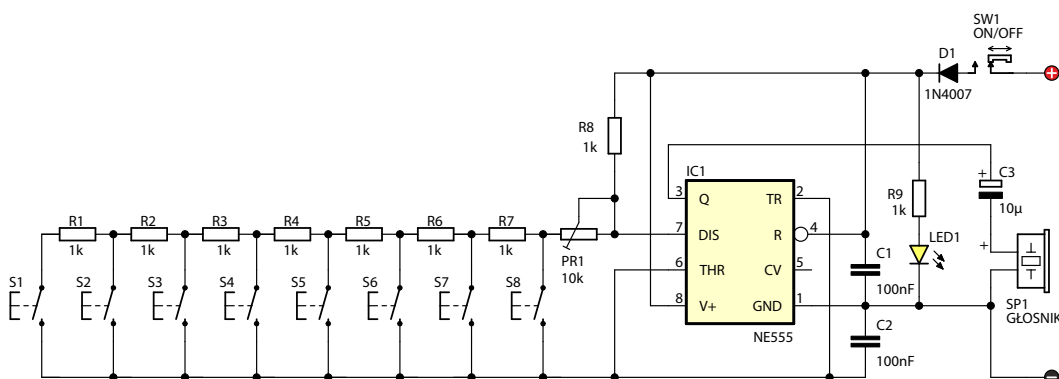 SW1
ON/OFF
D1
1N4007
R8
1k
IC1
3 Q TR 2
7 DIS R 4
6 THR CV 5
8 V+ GND 1
NE555
R9
1k
LED1
C3
+
10µ
+
SP1
GŁOSNIK
C1
100nF
C2
100nF
R1 R2 R3 R4 R5 R6 R7
1k 1k 1k 1k 1k 1k 1k
PR1
10k
S1 S2 S3 S4 S5 S6 S7 S8